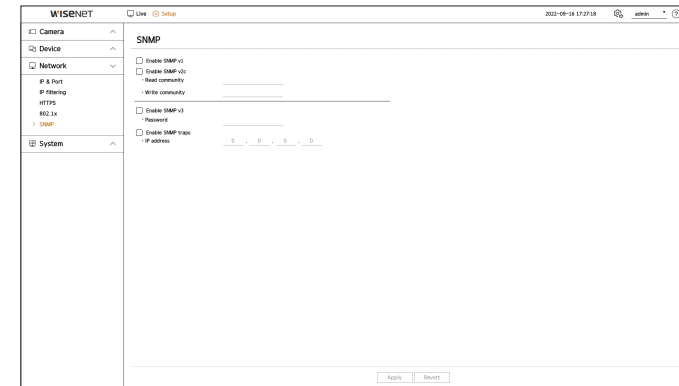 WISENET
Live Setup 2022-09-16 17:27:18 admin ?
Camera
Device
Network
IP & Port
IP filtering
HTTPS
802.1x
> SNMP
System
SNMP
Enable SNMP v1
Enable SNMP v2c
· Read community
· Write community
Enable SNMP v3
· Password
Enable SNMP traps
· IP address 0 . 0 . 0 . 0
Apply Revert